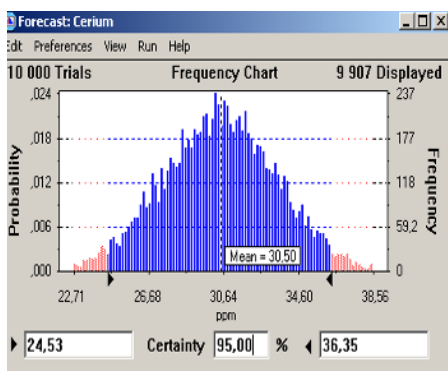 Forecast: Cerium
Edit Preferences View Run Help
10 000 Trials Frequency Chart 9 907 Displayed
,024 237
,018 177
,012 118
,006 59,2
,000 0
Probability
Frequency
Mean = 30,50
22,71 26,68 30,64 34,60 38,56
ppm
24,53 Certainty 95,00 % 36,35